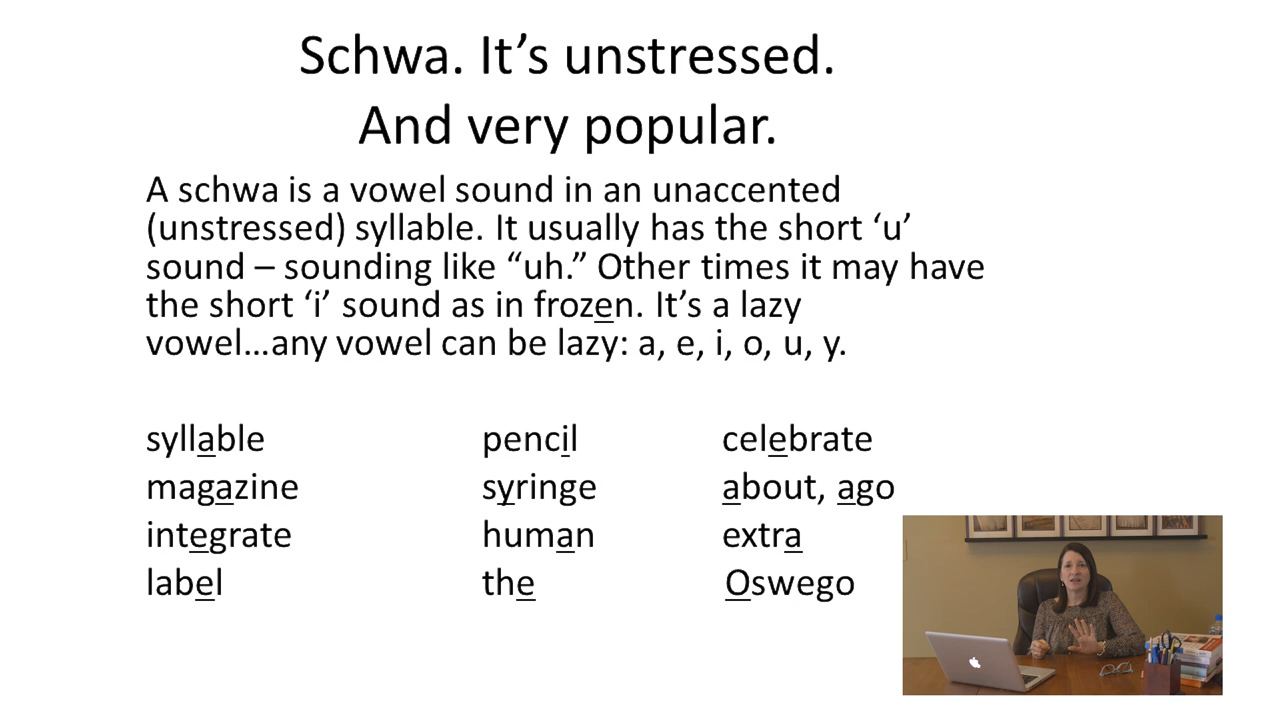 Schwa. It’s unstressed.
And very popular.
A schwa is a vowel sound in an unaccented
(unstressed) syllable. It usually has the short ‘u’
sound – sounding like “uh.” Other times it may have
the short ‘i’ sound as in frozen. It’s a lazy
vowel…any vowel can be lazy: a, e, i, o, u, y.
syllable pencil celebrate
magazine syringe about, ago
integrate human extra
label the Oswego